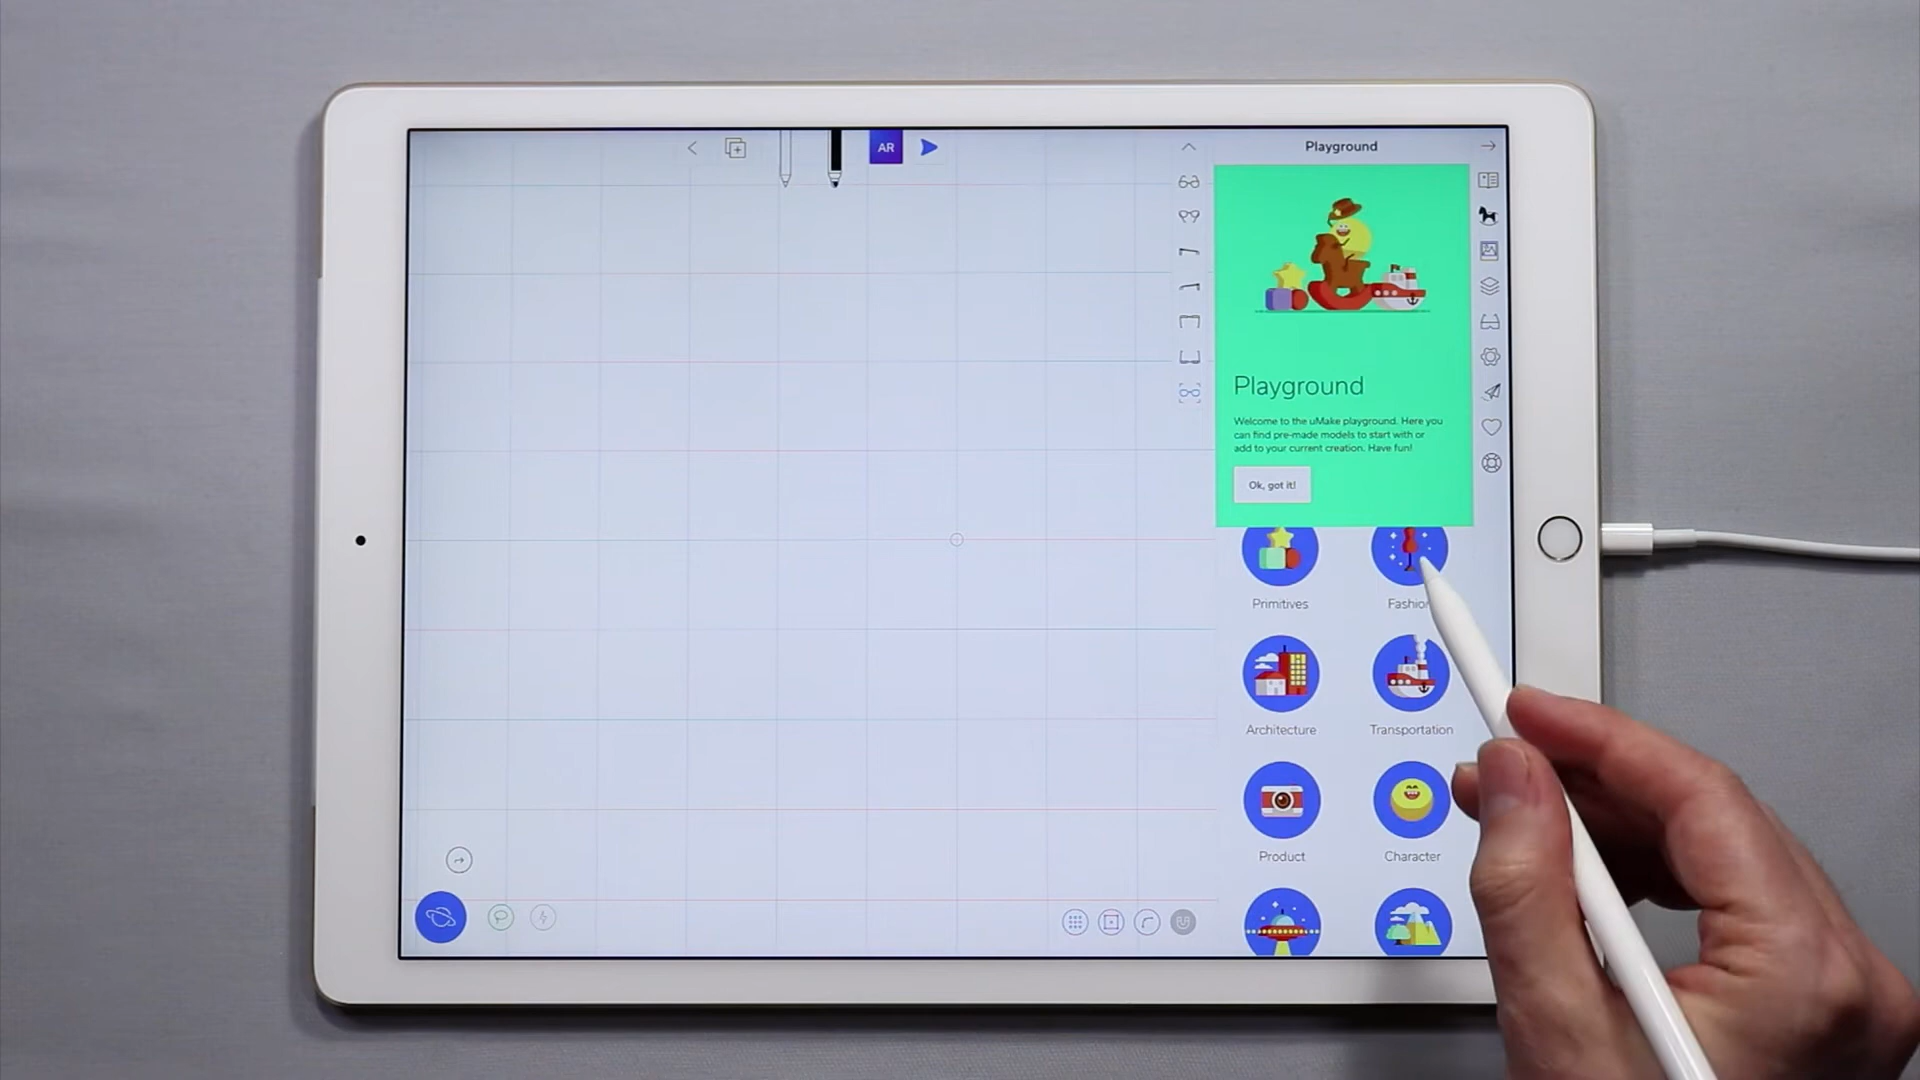 AR
Playground
Playground
Welcome to the uMake playground. Here you
can find pre-made models to start with or
add to your current creation. Have fun!
Ok, got it!
Primitives
Fashion
Architecture
Transportation
Product
Character